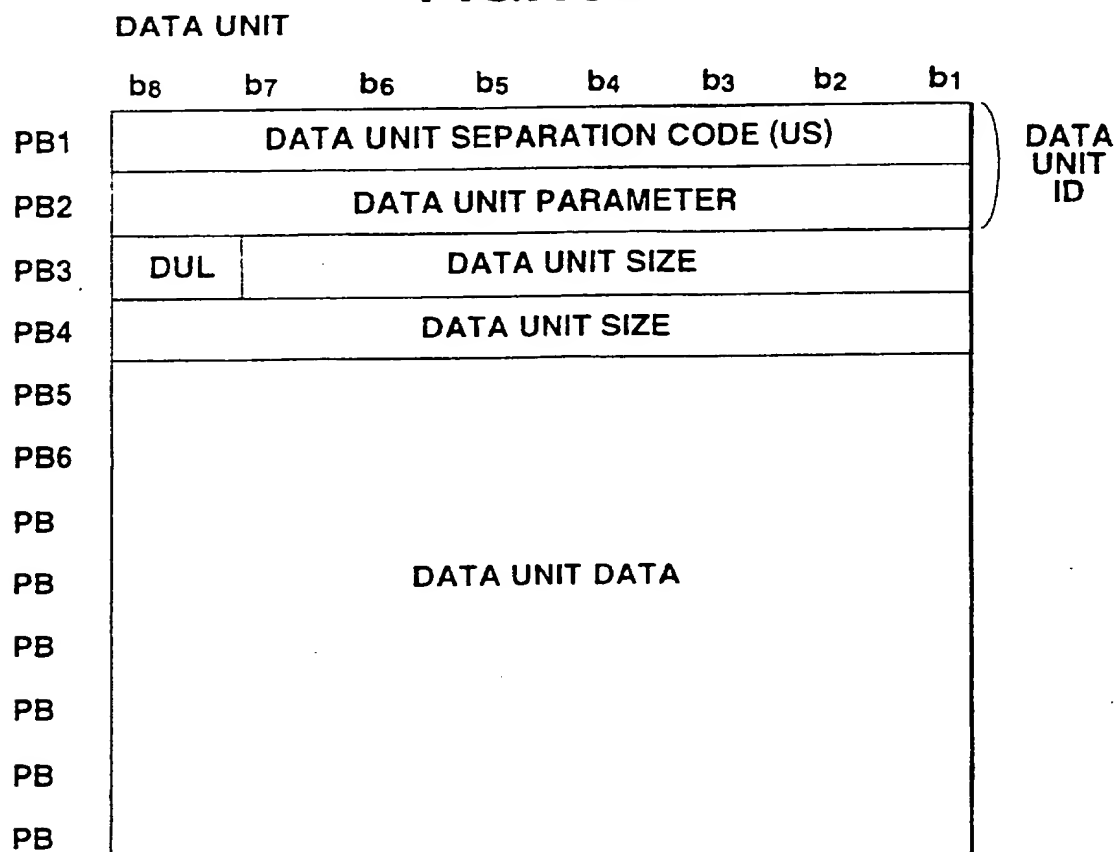 DATA UNIT
b8 b7 b6 b5 b4 b3 b2 b1
PB1 DATA UNIT SEPARATION CODE (US)
PB2 DATA UNIT PARAMETER
DATA
UNIT
ID
PB3 DUL DATA UNIT SIZE
PB4 DATA UNIT SIZE
PB5
PB6
PB
PB DATA UNIT DATA
PB
PB
PB
PB